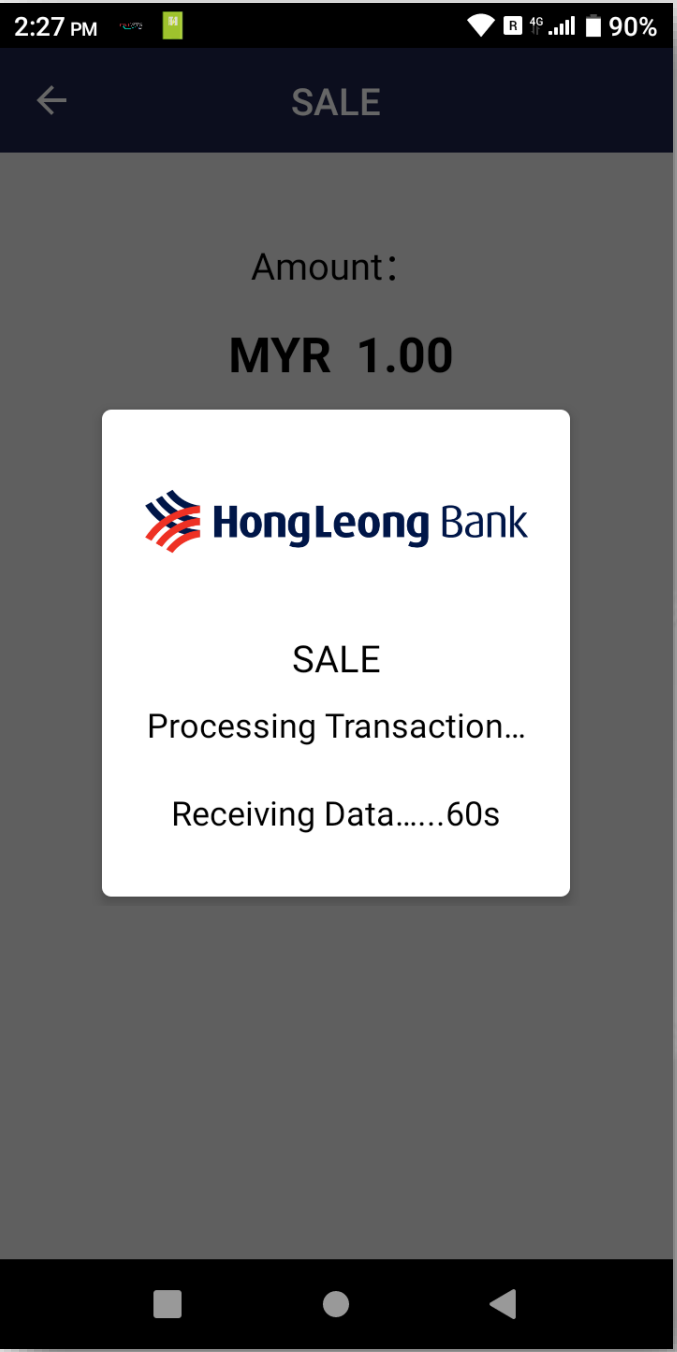 2:27 PM
R 4G 90%
SALE
Amount:
MYR 1.00
HongLeong Bank
SALE
Processing Transaction...
Receiving Data......60s